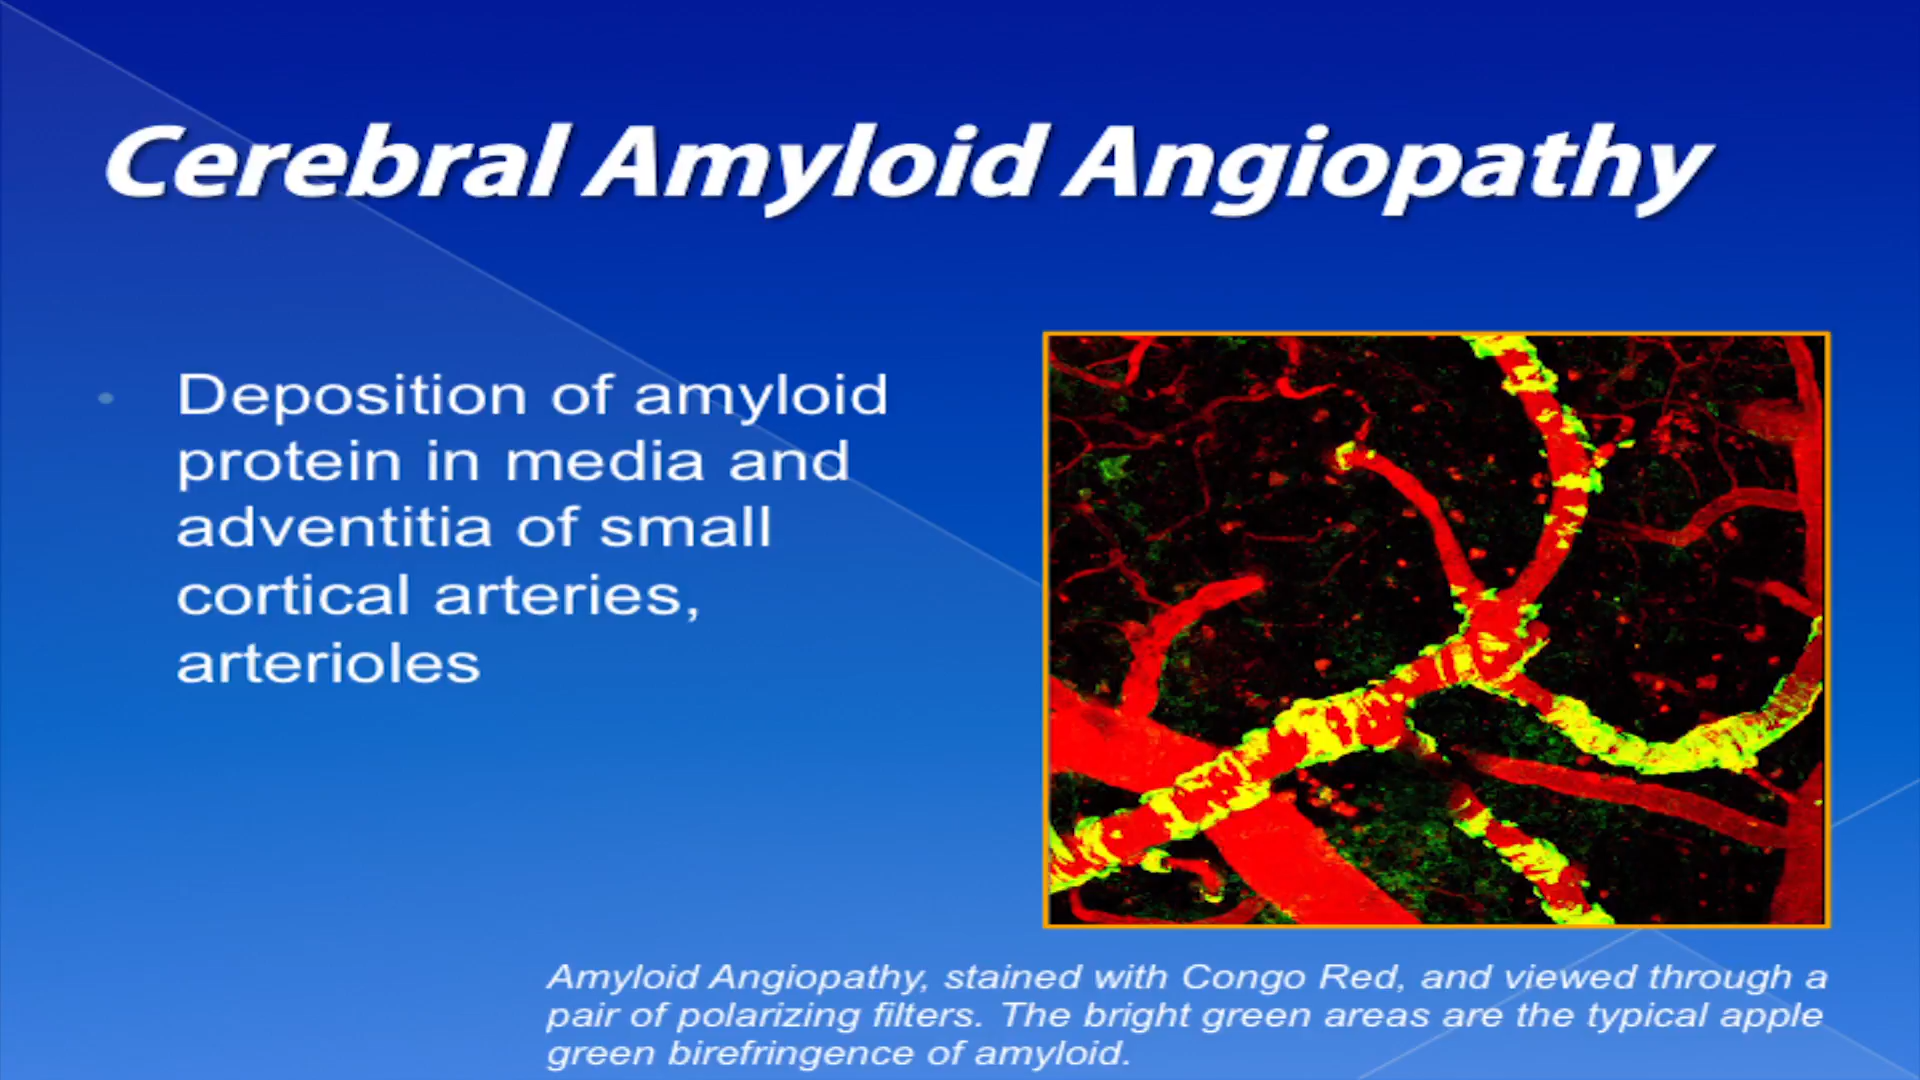 Cerebral Amyloid Angiopathy
• Deposition of amyloid
protein in media and
adventitia of small
cortical arteries,
arterioles
Amyloid Angiopathy, stained with Congo Red, and viewed through a
pair of polarizing filters. The bright green areas are the typical apple
green birefringence of amyloid.